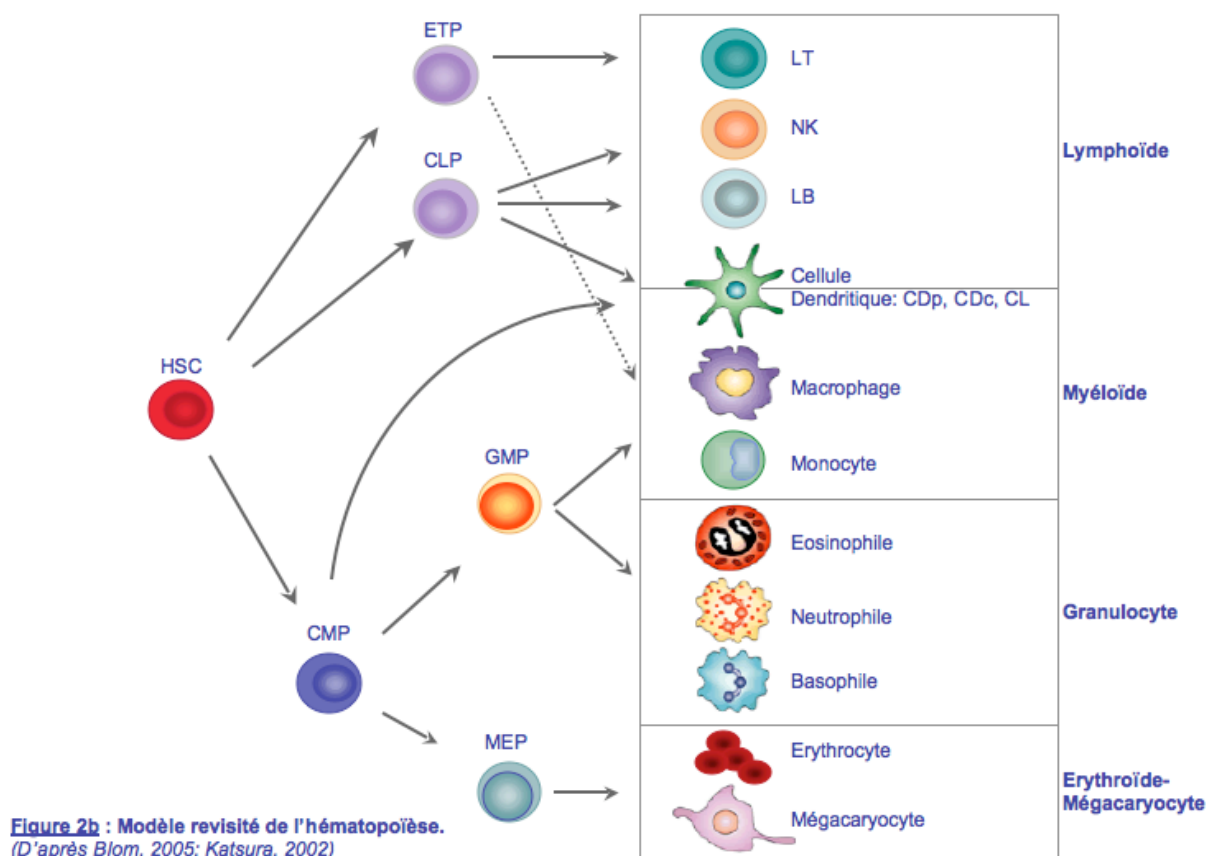 ETP
LT
NK
Lymphoïde
CLP
LB
Cellule
Dendritique: CDp, CDc, CL
HSC
Macrophage
Myéloïde
GMP
Monocyte
Eosinophile
Neutrophile
Granulocyte
CMP
Basophile
MEP
Erythrocyte
Erythroïde-
Mégacaryocyte
Mégacaryocyte
Figure 2b : Modèle revisité de l'hématopoïèse.
(D'après Blom, 2005; Katsura, 2002)